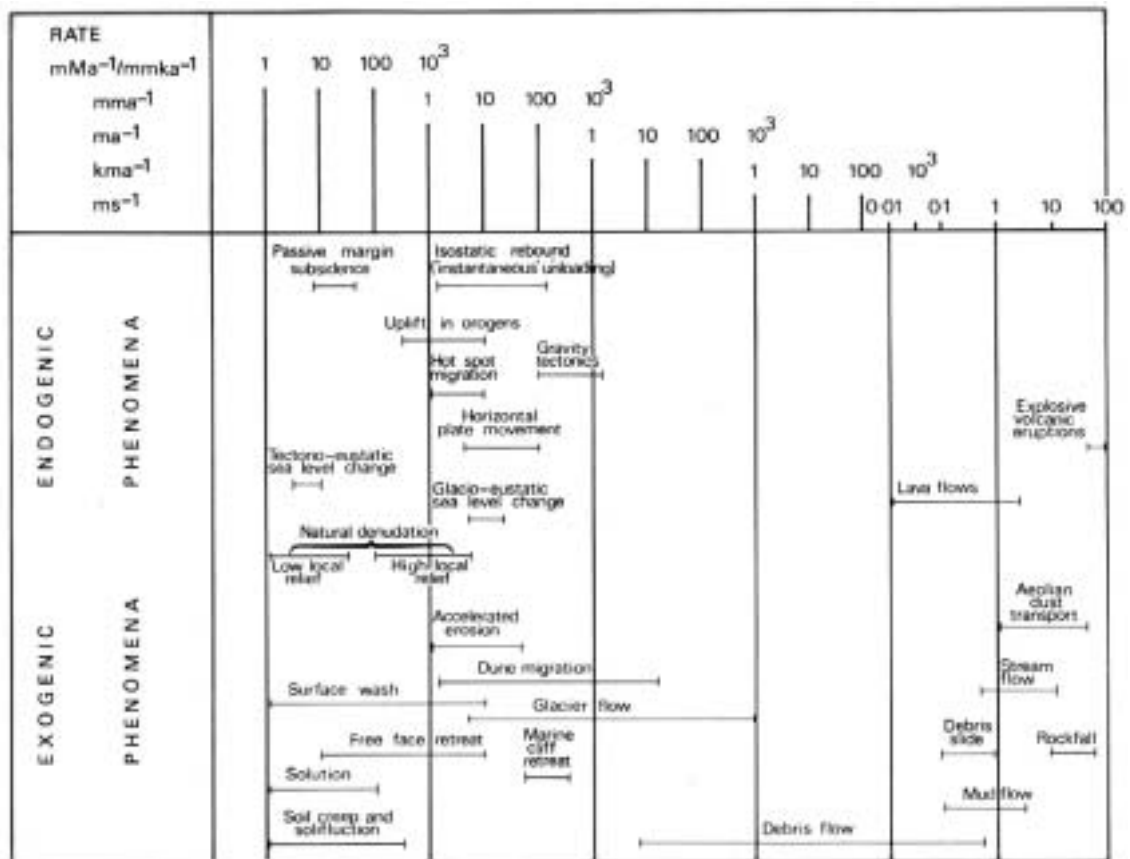 RATE
mMa⁻¹/mmka⁻¹ 1 10 100 10³
mma⁻¹ 1 10 100 10³
ma⁻¹ 1 10 100 10³
kma⁻¹ 1 10 100 10³
ms⁻¹ 0·01 0·1 1 10 100
ENDOGENIC
PHENOMENA
Passive margin
subsidence
Isostatic rebound
('instantaneous' unloading)
Uplift in orogens
Hot spot
migration
Gravity
tectonics
Horizontal
plate movement
Explosive
volcanic
eruptions
Tectono-eustatic
sea level change
Glacio-eustatic
sea level change
Lava flows
EXOGENIC
PHENOMENA
Natural denudation
Low local
relief
High local
relief
Accelerated
erosion
Aeolian
dust
transport
Dune migration
Stream
flow
Surface wash
Glacier flow
Free face retreat
Marine
cliff
retreat
Debris
slide
Rockfall
Solution
Mud flow
Soil creep and
solifluction
Debris flow